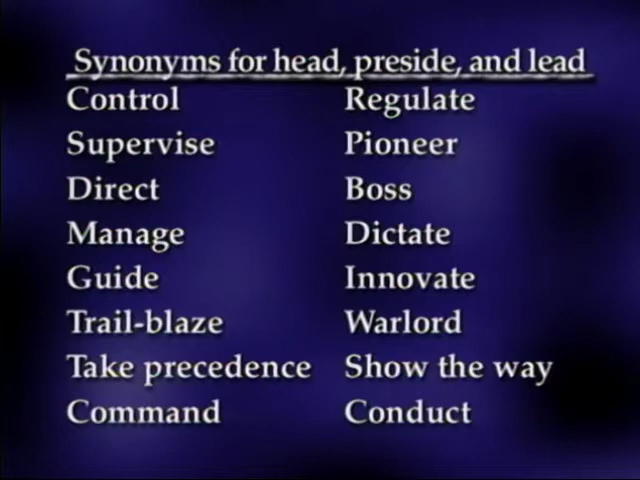 Synonyms for head, preside, and lead
Control
Supervise
Direct
Manage
Guide
Trail-blaze
Take precedence
Command
Regulate
Pioneer
Boss
Dictate
Innovate
Warlord
Show the way
Conduct